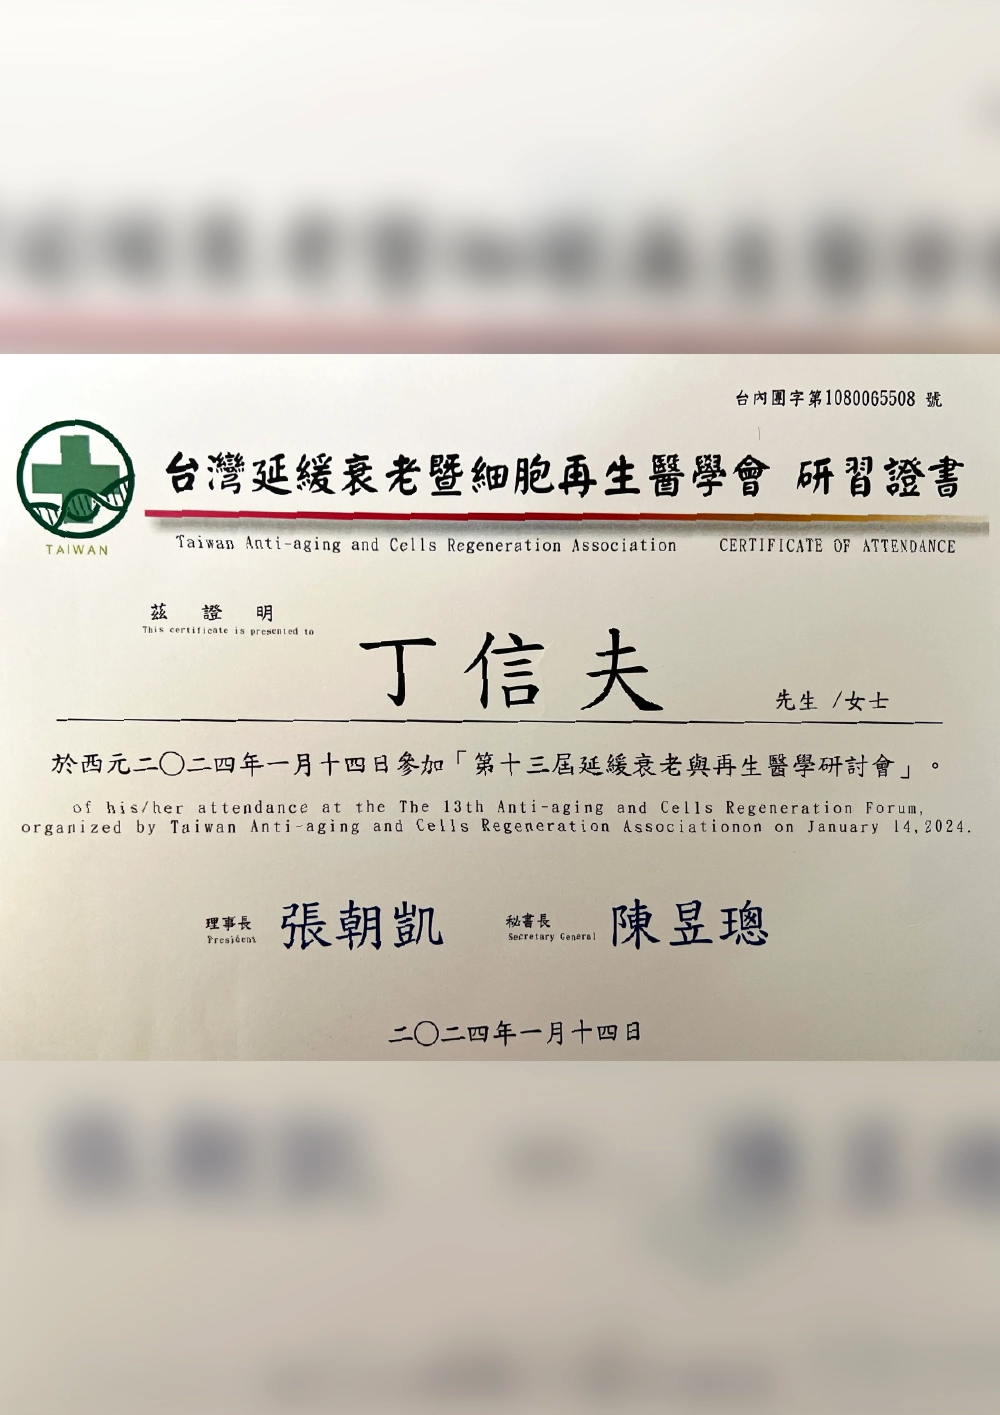 台內團字第1080065508 號
台灣延緩衰老暨細胞再生醫學會 研習證書
TAIWAN
Taiwan Anti-aging and Cells Regeneration Association CERTIFICATE OF ATTENDANCE
茲 證 明
This certificate is presented to
丁信夫
先生 /女士
於西元二〇二四年一月十四日參加「第十三屆延緩衰老與再生醫學研討會」。
of his/her attendance at the The 13th Anti-aging and Cells Regeneration Forum,
organized by Taiwan Anti-aging and Cells Regeneration Associationon on January 14,2024.
理事長 張朝凱 秘書長 陳昱璁
President Secretary General
二〇二四年一月十四日